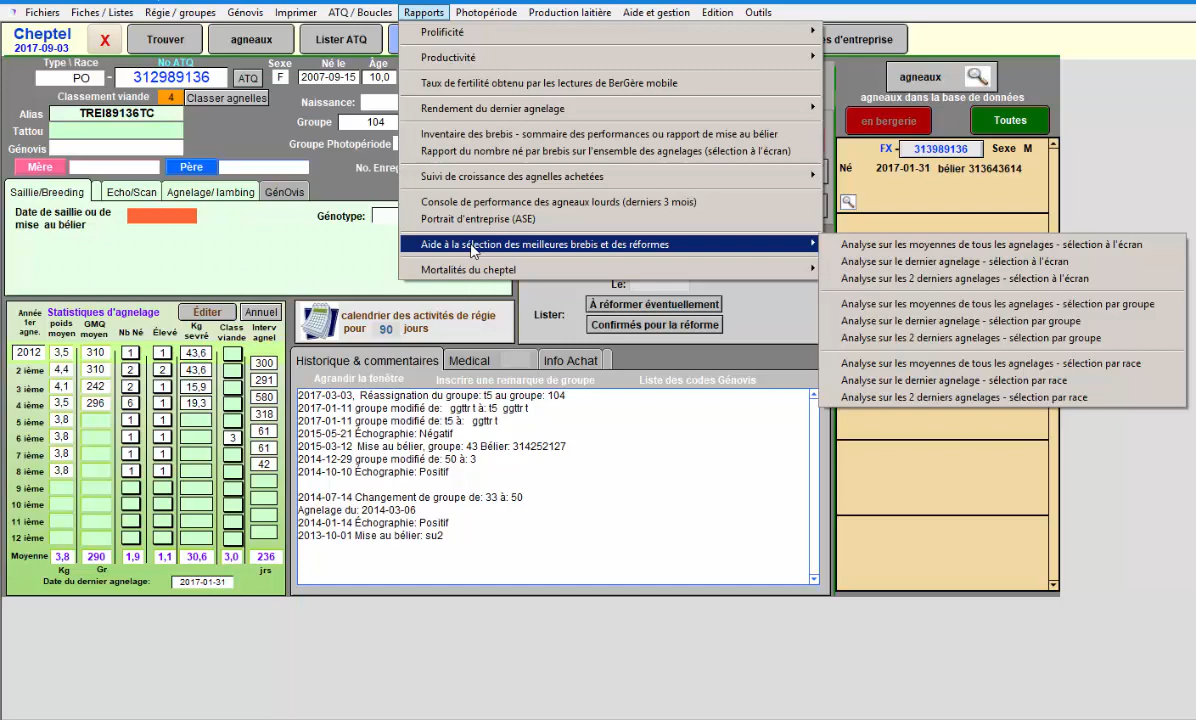 Fichiers Fiches / Listes Régie / groupes Génovis Imprimer ATQ / Boucles Rapports Photopériode Production laitière Aide et gestion Edition Outils
Cheptel
2017-09-03
X
Trouver
agneaux
Lister ATQ
s d'entreprise
Type \ Race
No ATQ
Sexe
Né le
Âge
PO
312989136
ATQ
F
2007-09-15
10,0
Classement viande
4
Classer agnelles
Naissance:
Alias
TREI89136TC
Groupe
104
Tattou
Génovis
Groupe Photopériode
Mère
Père
No. Enreg
Saillie/Breeding
Echo/Scan
Agnelage/ lambing
GénOvis
Date de saillie ou de
mise au bélier
Génotype:
Prolificité
Productivité
Taux de fertilité obtenu par les lectures de BerGère mobile
Rendement du dernier agnelage
Inventaire des brebis - sommaire des performances ou rapport de mise au bélier
Rapport du nombre né par brebis sur l'ensemble des agnelages (sélection à l'écran)
Suivi de croissance des agnelles achetées
Console de performance des agneaux lourds (derniers 3 mois)
Portrait d'entreprise (ASE)
Aide à la sélection des meilleures brebis et des réformes
Mortalités du cheptel
Analyse sur les moyennes de tous les agnelages - sélection à l'écran
Analyse sur le dernier agnelage - sélection à l'écran
Analyse sur les 2 derniers agnelages - sélection à l'écran
Analyse sur les moyennes de tous les agnelages - sélection par groupe
Analyse sur le dernier agnelage - sélection par groupe
Analyse sur les 2 derniers agnelages - sélection par groupe
Analyse sur les moyennes de tous les agnelages - sélection par race
Analyse sur le dernier agnelage - sélection par race
Analyse sur les 2 derniers agnelages - sélection par race
agneaux
agneaux dans la base de données
en bergerie
Toutes
FX - 313989136 Sexe M
Né 2017-01-31 bélier 313643614
Le:
Lister:
À réformer éventuellement
Confirmés pour la réforme
calendrier des activités de régie
pour 90 jours
Année
1er
agne.
Statistiques d'agnelage
Éditer
Annuel
poids
moyen
GMQ
moyen
Nb Né
Élevé
Kg
sevré
Class
viande
Interv
agnel
2012 3,5 310 1 1 43,6
300
2 ième 4,4 310 2 2 43,6
291
3 ième 4,1 242 2 1 15,9
580
4 ième 3,5 296 6 1 19,3
318
5 ième 3,8 1 1
61
6 ième 3,8 1 1 3
61
7 ième 3,8 1 1
42
8 ième 3,8 1 1
9 ième
10 ième
11 ième
12 ième
Moyenne 3,8 290 1,9 1,1 30,6 3,0 236
Kg Gr jrs
Date du dernier agnelage: 2017-01-31
Historique & commentaires
Medical
Info Achat
Agrandir la fenêtre
Inscrire une remarque de groupe
Liste des codes Génovis
2017-03-03, Réassignation du groupe: t5 au groupe: 104
2017-01-11 groupe modifié de: ggttr t à: t5 ggttr t
2017-01-11 groupe modifié de: t5 à: ggttr t
2015-05-21 Échographie: Négatif
2015-03-12 Mise au bélier, groupe: 43 Bélier: 314252127
2014-12-29 groupe modifié de: 50 à: 3
2014-10-10 Échographie: Positif
2014-07-14 Changement de groupe de: 33 à: 50
Agnelage du: 2014-03-06
2014-01-14 Échographie: Positif
2013-10-01 Mise au bélier: su2